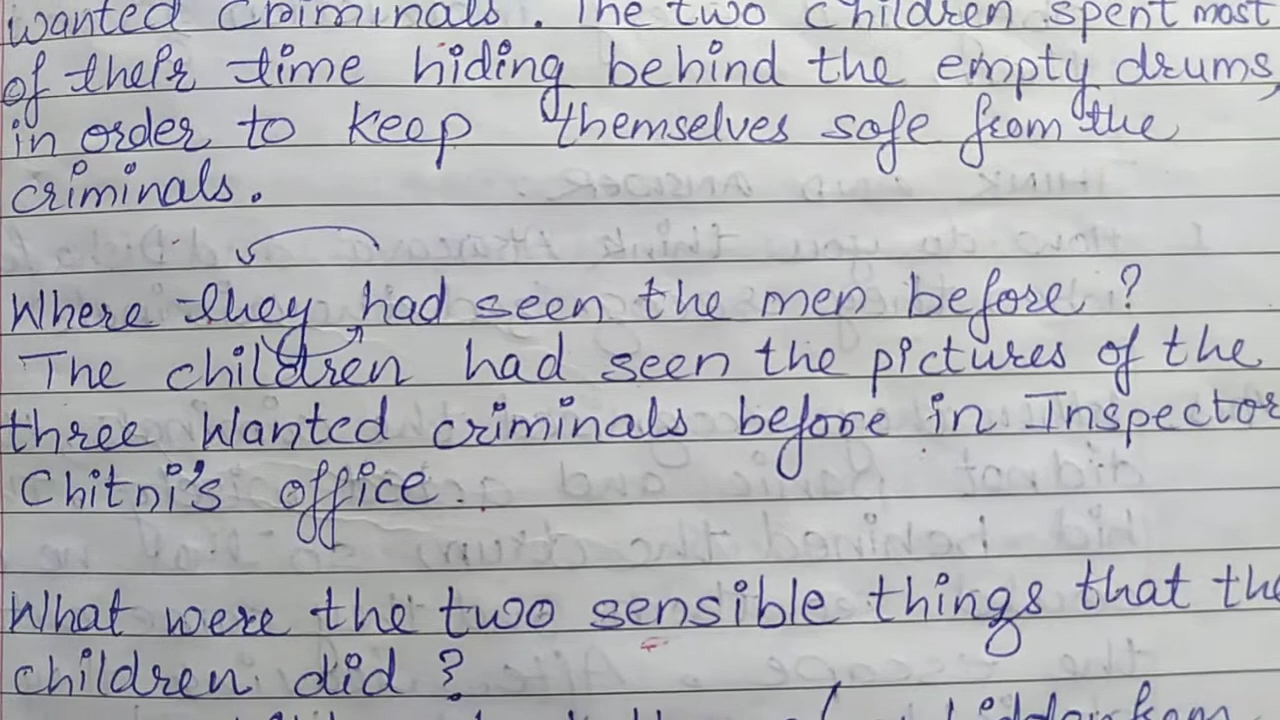 wanted Criminals. The two children spent most
of their time hiding behind the empty drums,
in order to keep themselves safe from the
criminals.
Where they had seen the men before?
The children had seen the pictures of the
three Wanted criminals before in Inspector
Chitni's office.
What were the two sensible things that the
children did?